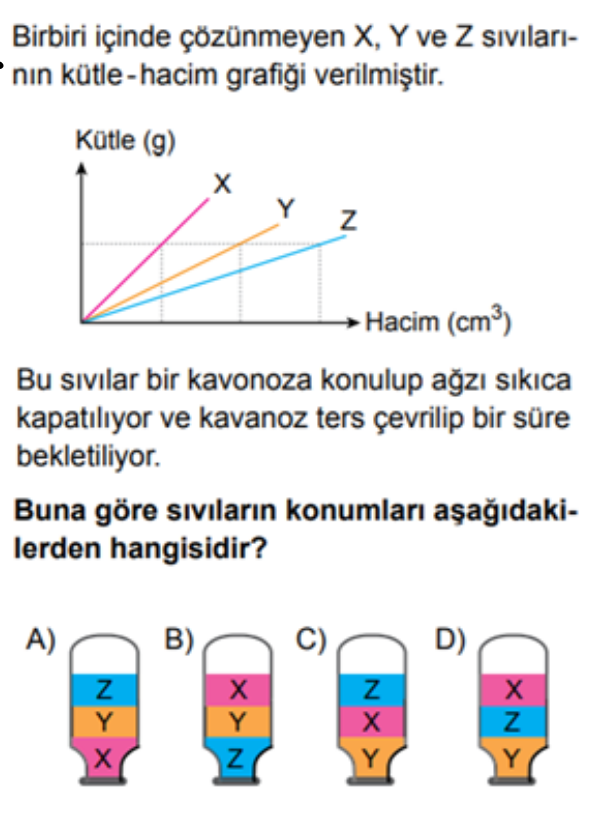 Birbiri içinde çözünmeyen X, Y ve Z sıvıları-
nın kütle-hacim grafiği verilmiştir.
Kütle (g)
X
Y
Z
Hacim (cm³)
Bu sıvılar bir kavonoza konulup ağzı sıkıca
kapatılıyor ve kavanoz ters çevrilip bir süre
bekletiliyor.
Buna göre sıvıların konumları aşağıdaki-
lerden hangisidir?
A)
Z
Y
X
B)
X
Y
Z
C)
Z
X
Y
D)
X
Z
Y